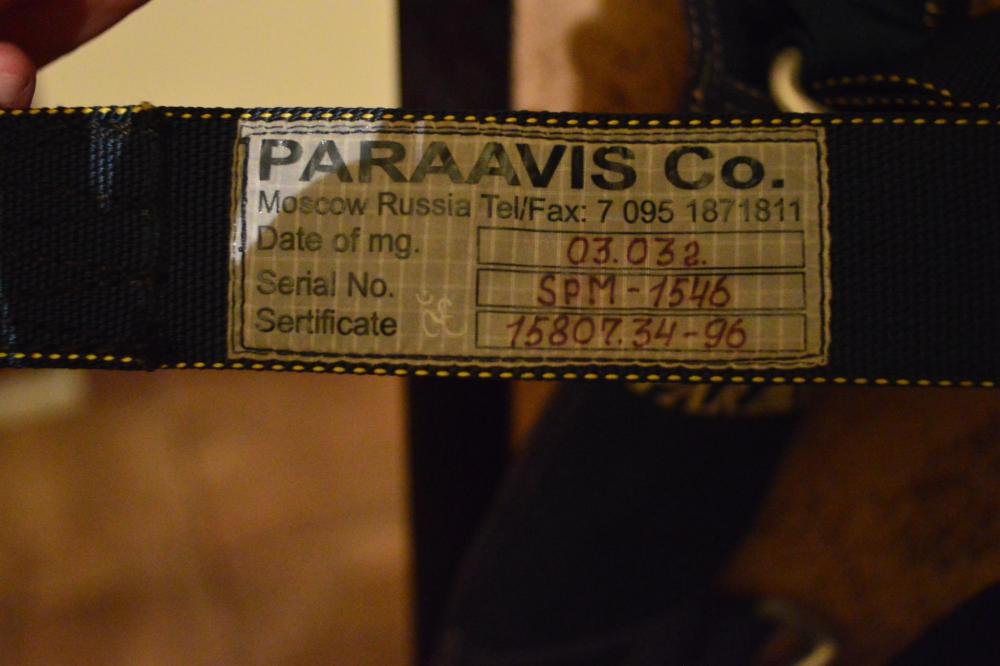 PARAAVIS Co.
Moscow Russia Tel/Fax: 7 095 1871811
Date of mg. 03.03г.
Serial No. SPM-1546
Sertificate 15807.34-96